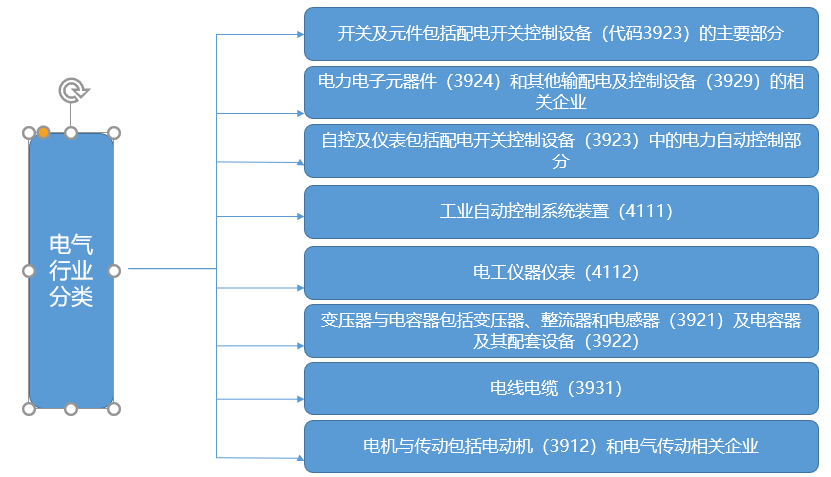 电气
行业
分类
开关及元件包括配电开关控制设备（代码3923）的主要部分
电力电子元器件（3924）和其他输配电及控制设备（3929）的相
关企业
自控及仪表包括配电开关控制设备（3923）中的电力自动控制部
分
工业自动控制系统装置（4111）
电工仪器仪表（4112）
变压器与电容器包括变压器、整流器和电感器（3921）及电容器
及其配套设备（3922）
电线电缆（3931）
电机与传动包括电动机（3912）和电气传动相关企业